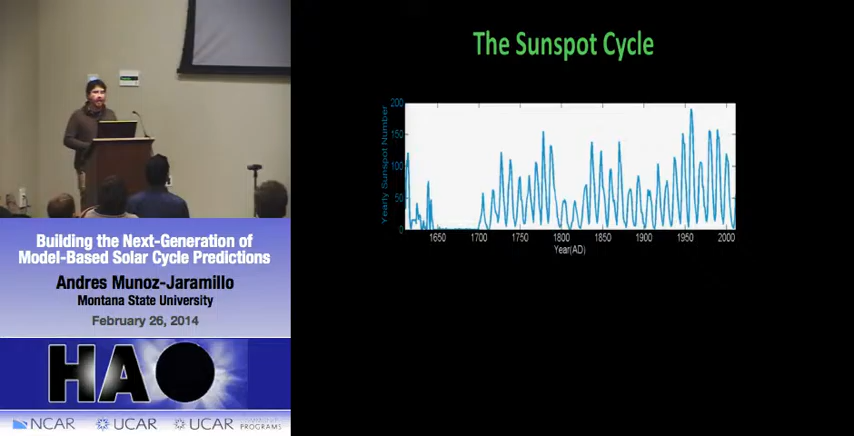 The Sunspot Cycle
200
150
100
50
0
Yearly Sunspot Number
1650 1700 1750 1800 1850 1900 1950 2000
Year(AD)
Building the Next-Generation of
Model-Based Solar Cycle Predictions
Andres Munoz-Jaramillo
Montana State University
February 26, 2014
HAO
NCAR UCAR UCAR
PROGRAMS